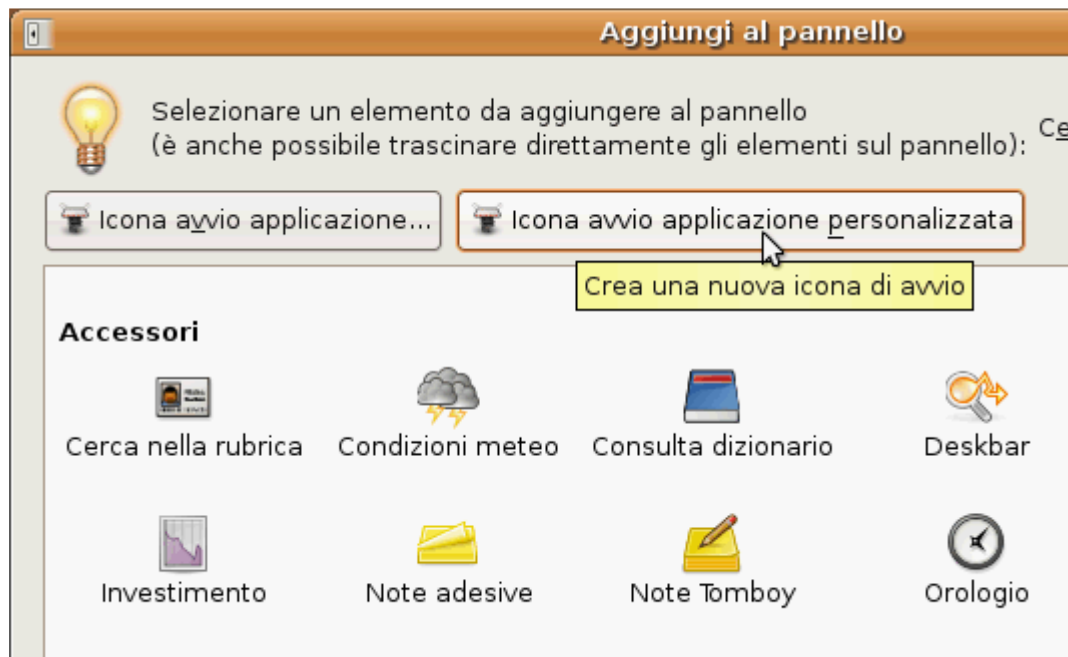 Aggiungi al pannello
Selezionare un elemento da aggiungere al pannello
(è anche possibile trascinare direttamente gli elementi sul pannello):
Ce
Icona avvio applicazione...
Icona avvio applicazione personalizzata
Crea una nuova icona di avvio
Accessori
Cerca nella rubrica
Condizioni meteo
Consulta dizionario
Deskbar
Investimento
Note adesive
Note Tomboy
Orologio